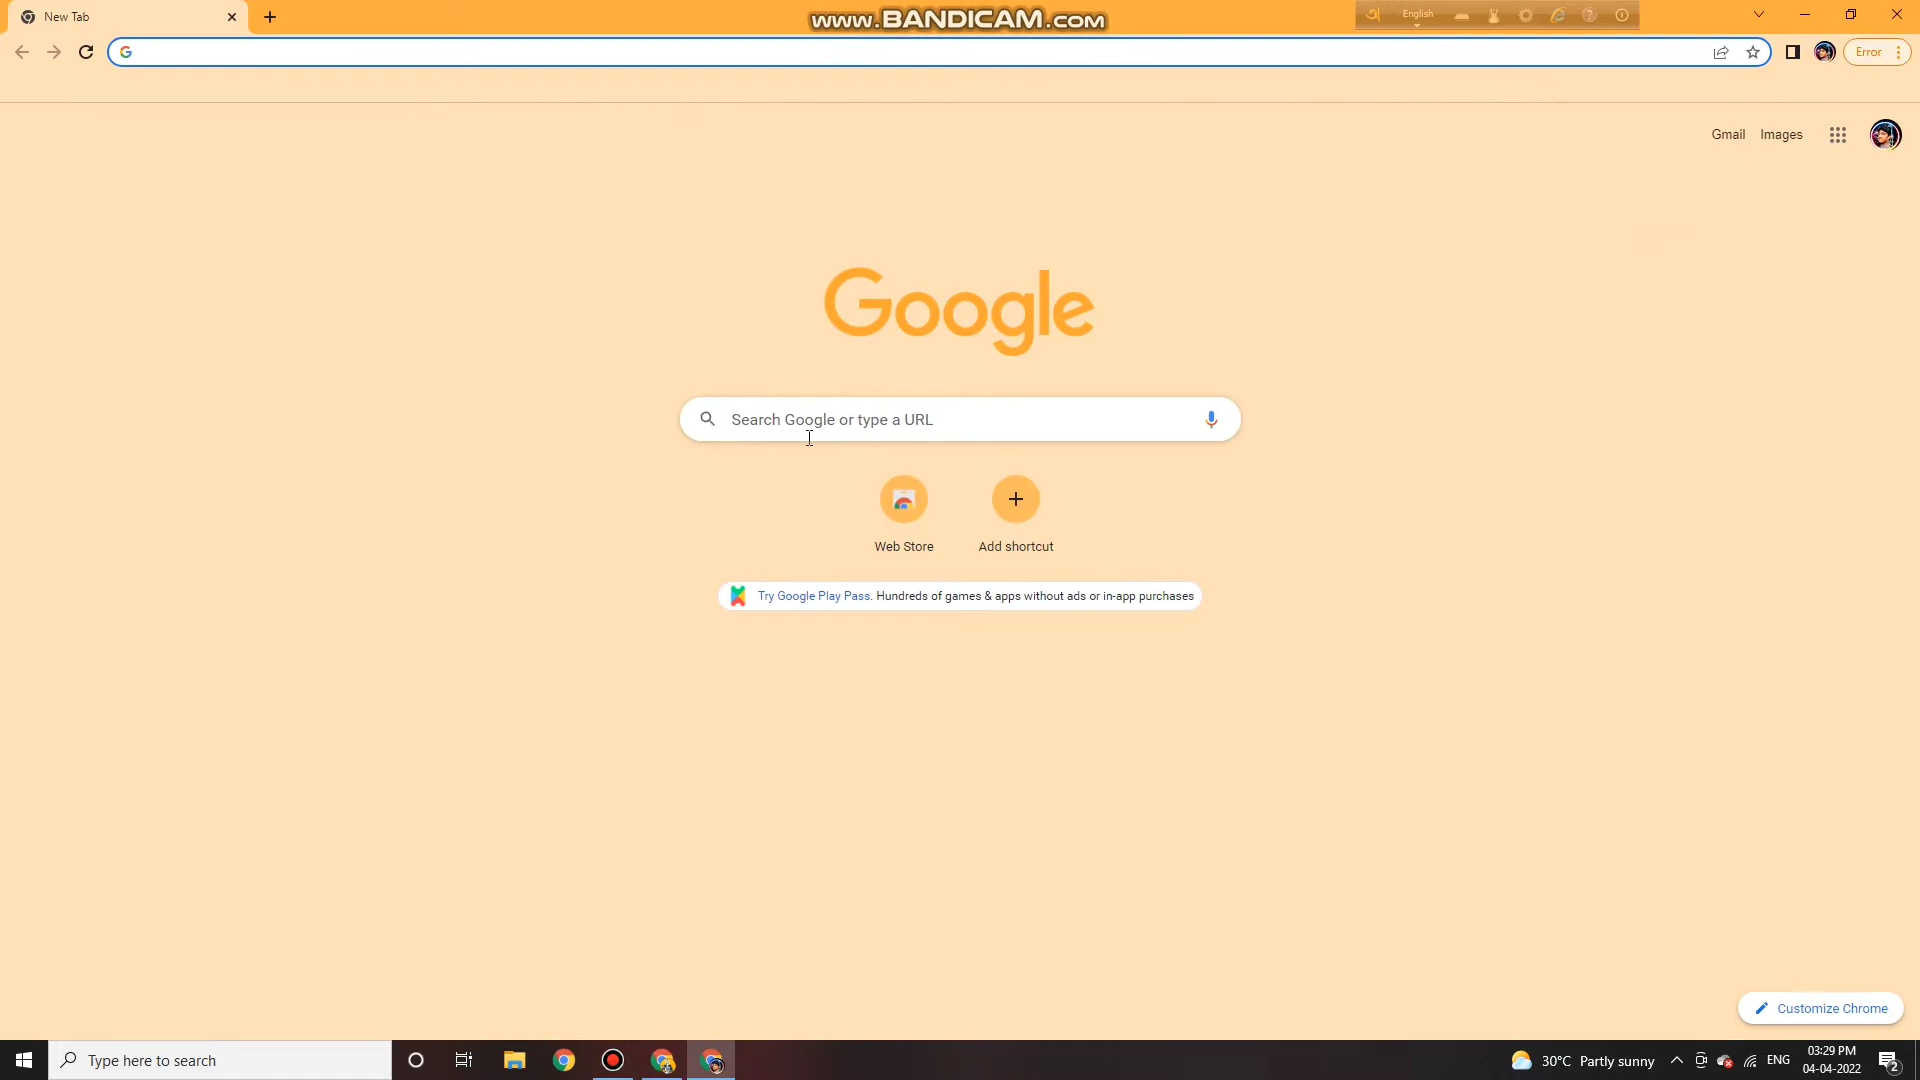 New Tab
www.BANDICAM.com
English
Error
Gmail Images
Google
Search Google or type a URL
Web Store
Add shortcut
Try Google Play Pass. Hundreds of games & apps without ads or in-app purchases
Customize Chrome
Type here to search
30°C Partly sunny
ENG
03:29 PM
04-04-2022
2